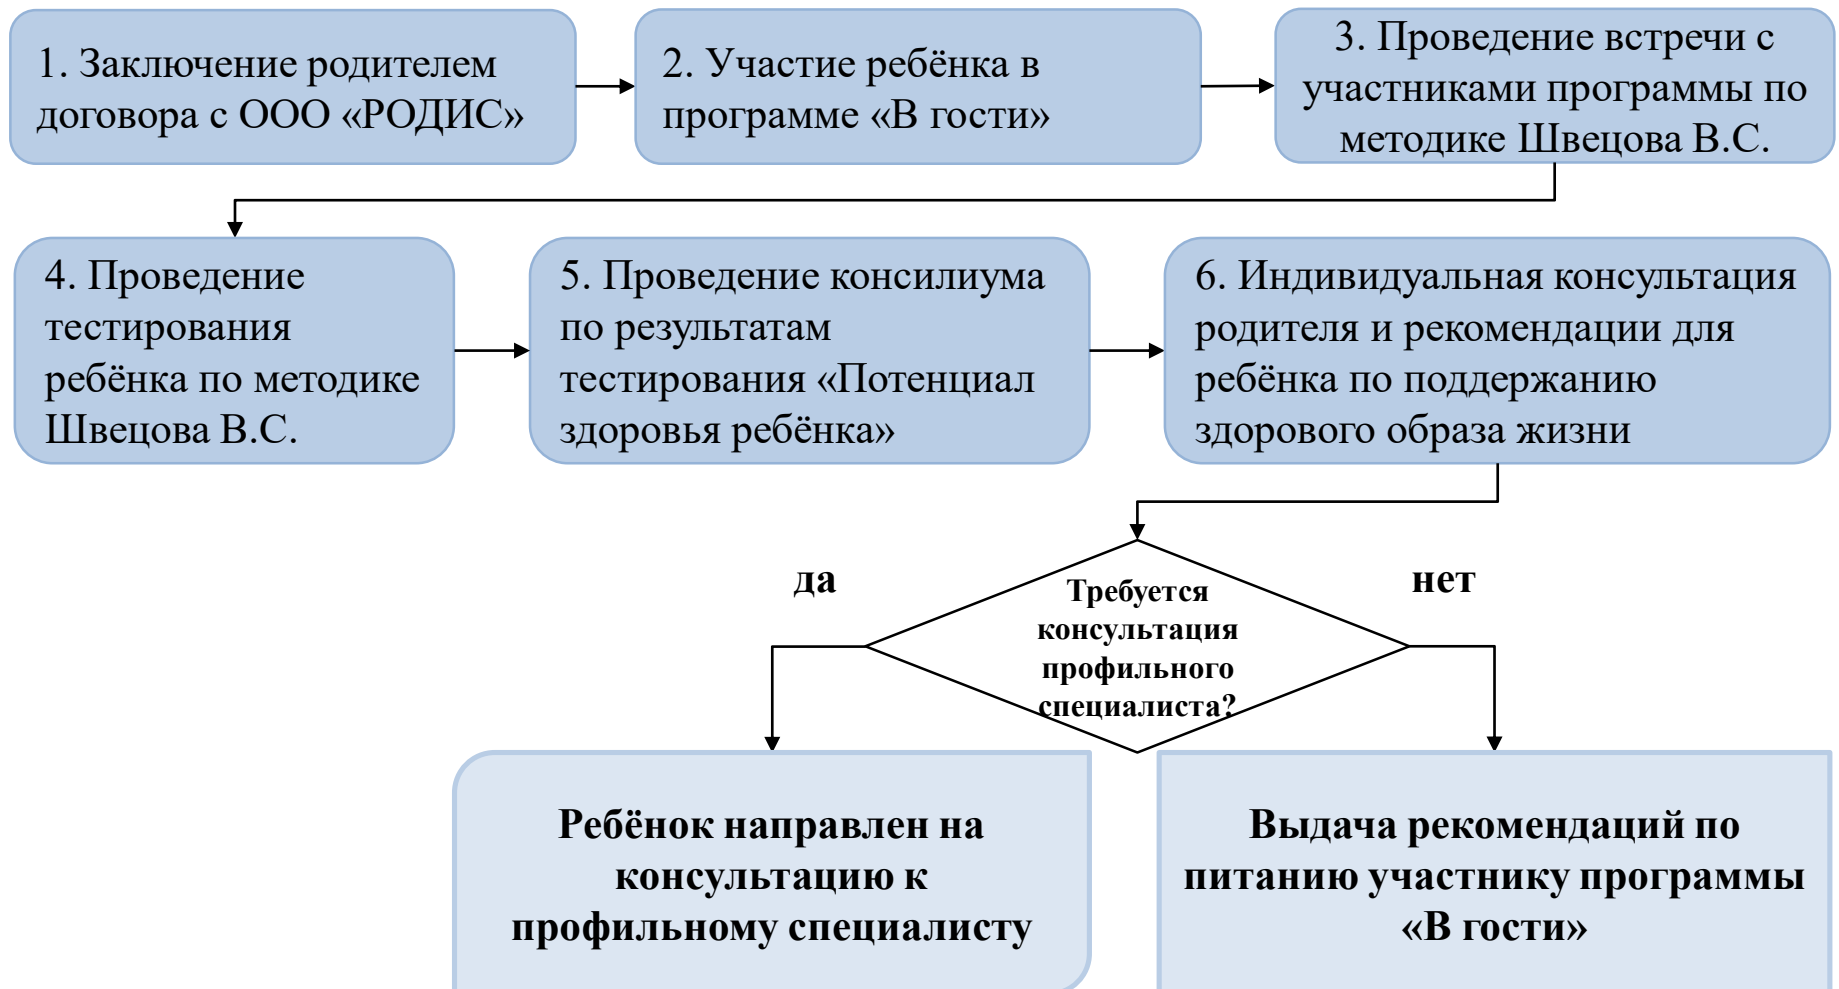 1. Заключение родителем
договора с ООО «РОДИС»
2. Участие ребёнка в
программе «В гости»
3. Проведение встречи с
участниками программы по
методике Швецова В.С.
4. Проведение
тестирования
ребёнка по методике
Швецова В.С.
5. Проведение консилиума
по результатам
тестирования «Потенциал
здоровья ребёнка»
6. Индивидуальная консультация
родителя и рекомендации для
ребёнка по поддержанию
здорового образа жизни
да
Требуется
консультация
профильного
специалиста?
нет
Ребёнок направлен на
консультацию к
профильному специалисту
Выдача рекомендаций по
питанию участнику программы
«В гости»